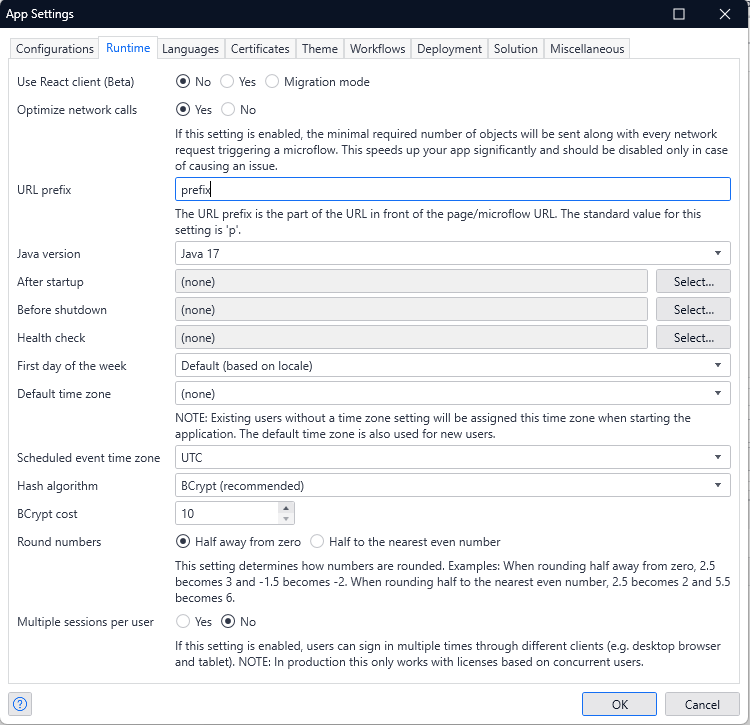 App Settings
Configurations Runtime Languages Certificates Theme Workflows Deployment Solution Miscellaneous
Use React client (Beta) No Yes Migration mode
Optimize network calls Yes No
If this setting is enabled, the minimal required number of objects will be sent along with every network
request triggering a microflow. This speeds up your app significantly and should be disabled only in case
of causing an issue.
URL prefix prefix
The URL prefix is the part of the URL in front of the page/microflow URL. The standard value for this
setting is 'p'.
Java version Java 17
After startup (none) Select...
Before shutdown (none) Select...
Health check (none) Select...
First day of the week Default (based on locale)
Default time zone (none)
NOTE: Existing users without a time zone setting will be assigned this time zone when starting the
application. The default time zone is also used for new users.
Scheduled event time zone UTC
Hash algorithm BCrypt (recommended)
BCrypt cost 10
Round numbers Half away from zero Half to the nearest even number
This setting determines how numbers are rounded. Examples: When rounding half away from zero, 2.5
becomes 3 and -1.5 becomes -2. When rounding half to the nearest even number, 2.5 becomes 2 and 5.5
becomes 6.
Multiple sessions per user Yes No
If this setting is enabled, users can sign in multiple times through different clients (e.g. desktop browser
and tablet). NOTE: In production this only works with licenses based on concurrent users.
? OK Cancel